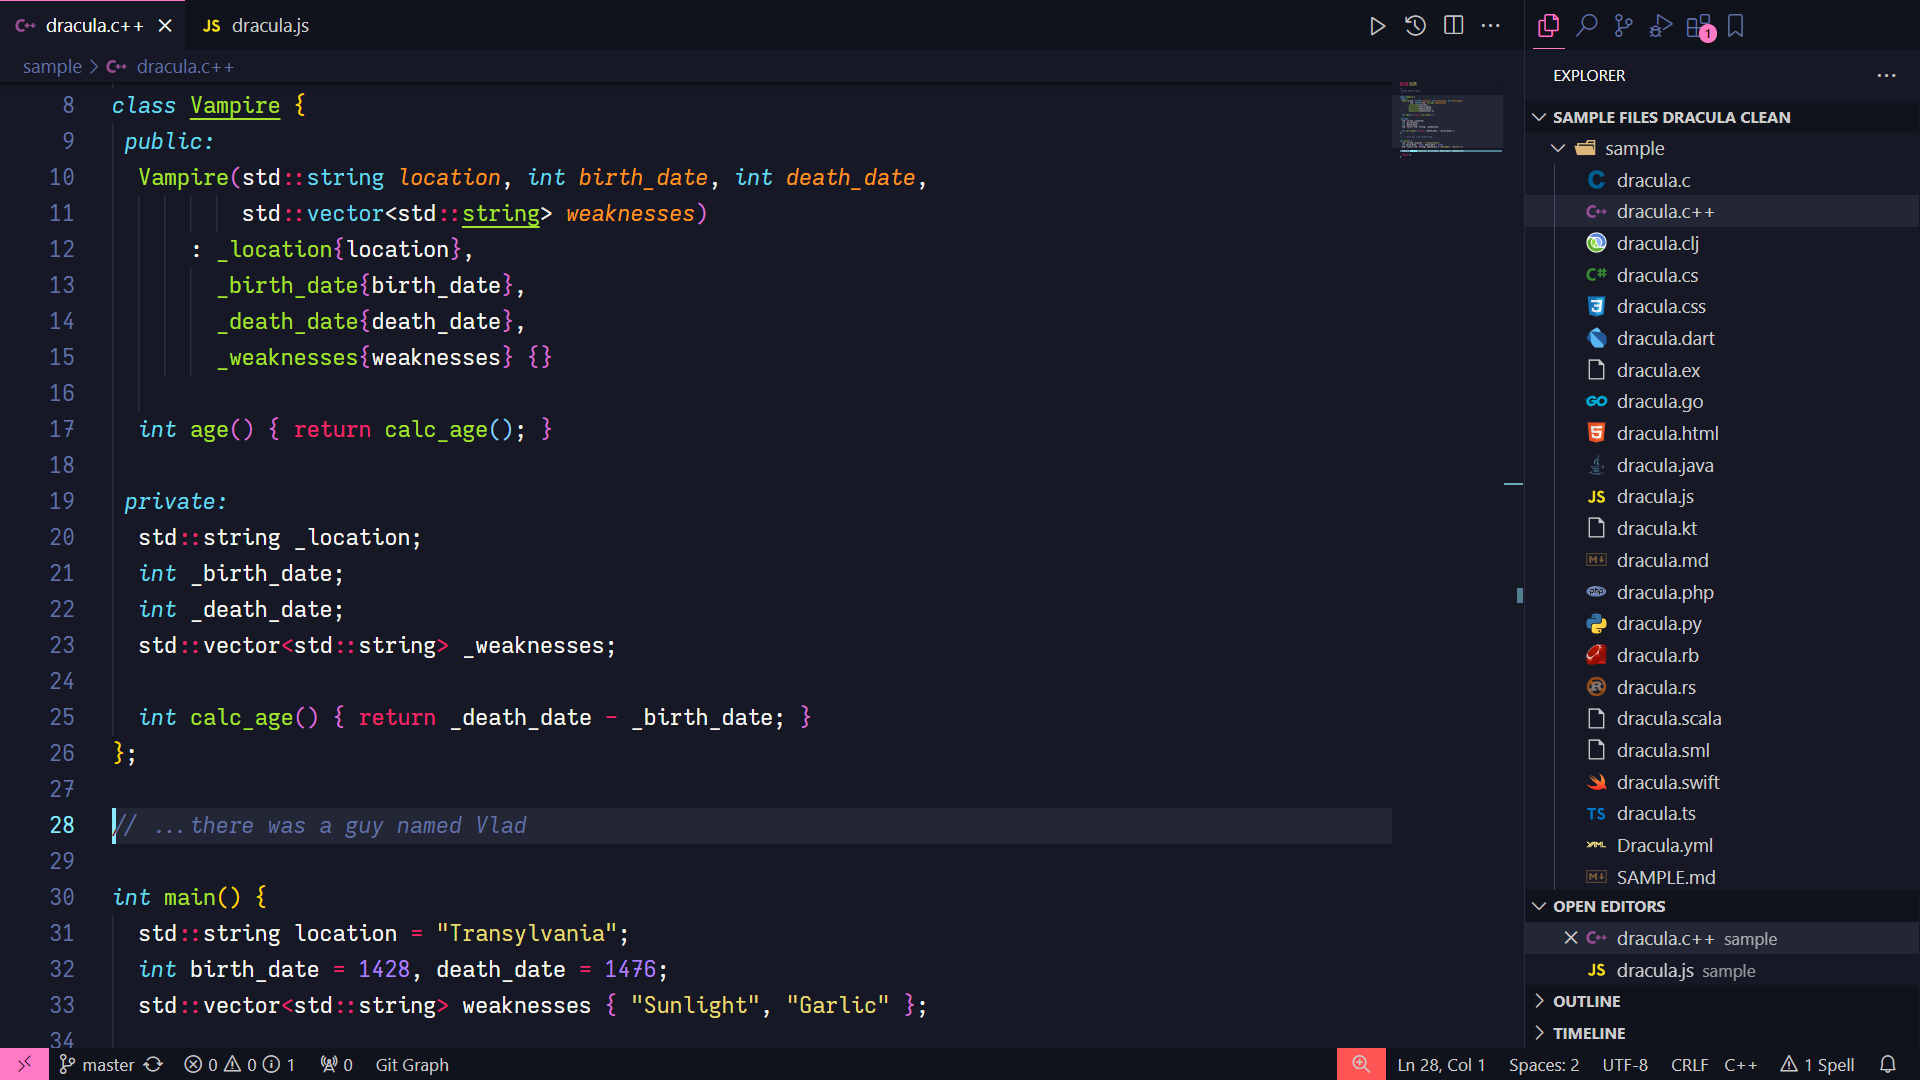 dracula.c++
JS dracula.js
sample > dracula.c++
8 class Vampire {
9 public:
10 Vampire(std::string location, int birth_date, int death_date,
11 std::vector<std::string> weaknesses)
12 : _location{location},
13 _birth_date{birth_date},
14 _death_date{death_date},
15 _weaknesses{weaknesses} {}
16
17 int age() { return calc_age(); }
18
19 private:
20 std::string _location;
21 int _birth_date;
22 int _death_date;
23 std::vector<std::string> _weaknesses;
24
25 int calc_age() { return _death_date - _birth_date; }
26 };
27
28 // ...there was a guy named Vlad
29
30 int main() {
31 std::string location = "Transylvania";
32 int birth_date = 1428, death_date = 1476;
33 std::vector<std::string> weaknesses { "Sunlight", "Garlic" };
34
1
EXPLORER
SAMPLE FILES DRACULA CLEAN
sample
dracula.c
dracula.c++
dracula.clj
dracula.cs
dracula.css
dracula.dart
dracula.ex
dracula.go
dracula.html
dracula.java
JS dracula.js
dracula.kt
dracula.md
dracula.php
dracula.py
dracula.rb
dracula.rs
dracula.scala
dracula.sml
dracula.swift
TS dracula.ts
Dracula.yml
SAMPLE.md
OPEN EDITORS
dracula.c++ sample
JS dracula.js sample
OUTLINE
TIMELINE
master 0 0 1 0 Git Graph
Ln 28, Col 1 Spaces: 2 UTF-8 CRLF C++ 1 Spell